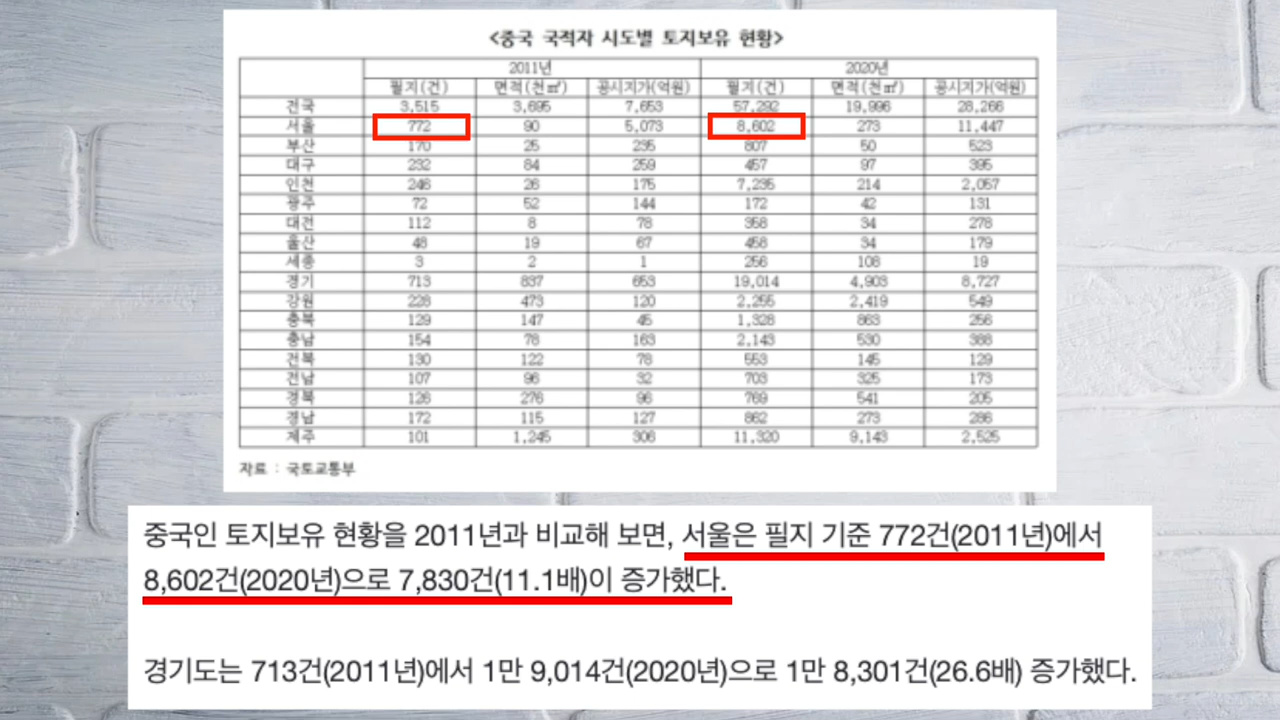 <중국 국적자 시도별 토지보유 현황>
2011년 2020년
필지(건) 면적(천㎡) 공시지가(억원) 필지(건) 면적(천㎡) 공시지가(억원)
전국 3,515 3,695 7,653 57,292 19,996 28,266
서울 772 90 5,073 8,602 273 11,447
부산 170 25 235 807 50 523
대구 232 84 259 457 97 395
인천 246 26 175 7,235 214 2,057
광주 72 52 144 172 42 131
대전 112 8 78 358 34 278
울산 48 19 67 458 34 179
세종 3 2 1 256 108 19
경기 713 837 653 19,014 4,903 8,727
강원 228 473 120 2,255 2,419 549
충북 129 147 45 1,328 863 256
충남 154 78 163 2,143 530 388
전북 130 122 78 553 145 129
전남 107 96 32 703 325 173
경북 126 276 96 769 541 205
경남 172 115 127 862 273 286
제주 101 1,245 306 11,320 9,143 2,525
자료 : 국토교통부
중국인 토지보유 현황을 2011년과 비교해 보면, 서울은 필지 기준 772건(2011년)에서
8,602건(2020년)으로 7,830건(11.1배)이 증가했다.
경기도는 713건(2011년)에서 1만 9,014건(2020년)으로 1만 8,301건(26.6배) 증가했다.